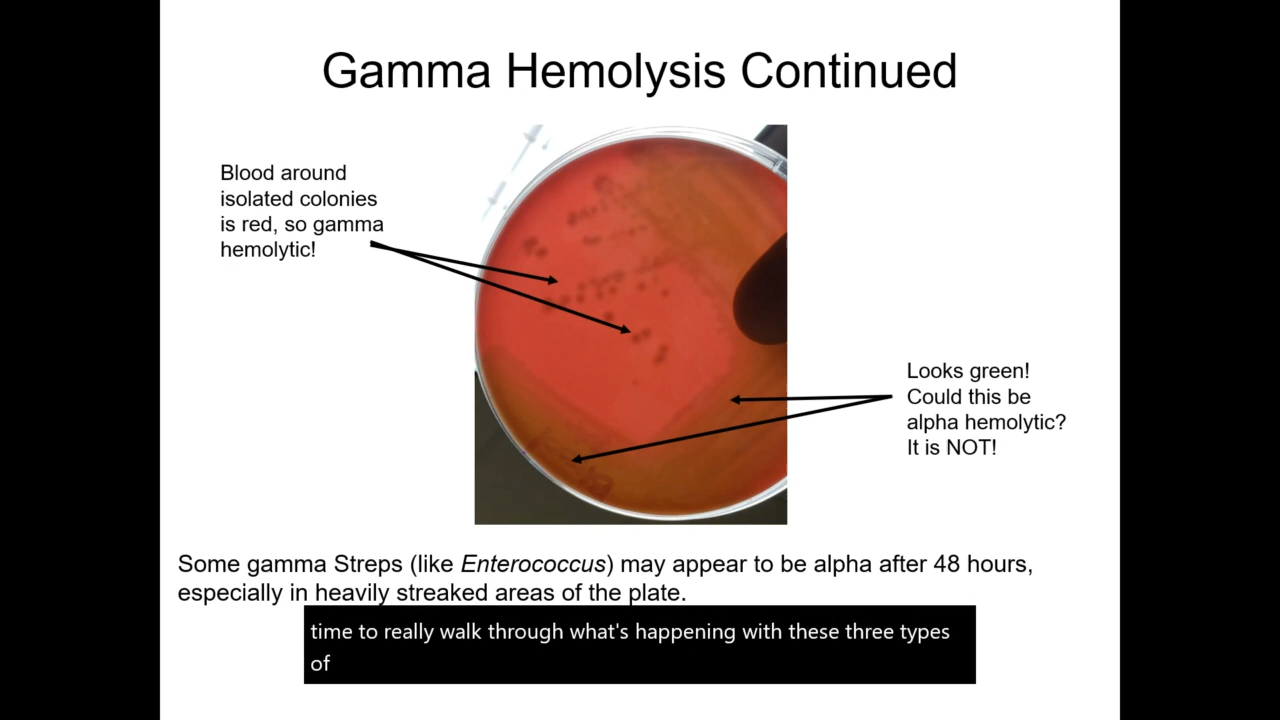 Gamma Hemolysis Continued
Blood around
isolated colonies
is red, so gamma
hemolytic!
Looks green!
Could this be
alpha hemolytic?
It is NOT!
Some gamma Streps (like Enterococcus) may appear to be alpha after 48 hours,
especially in heavily streaked areas of the plate.
time to really walk through what's happening with these three types
of